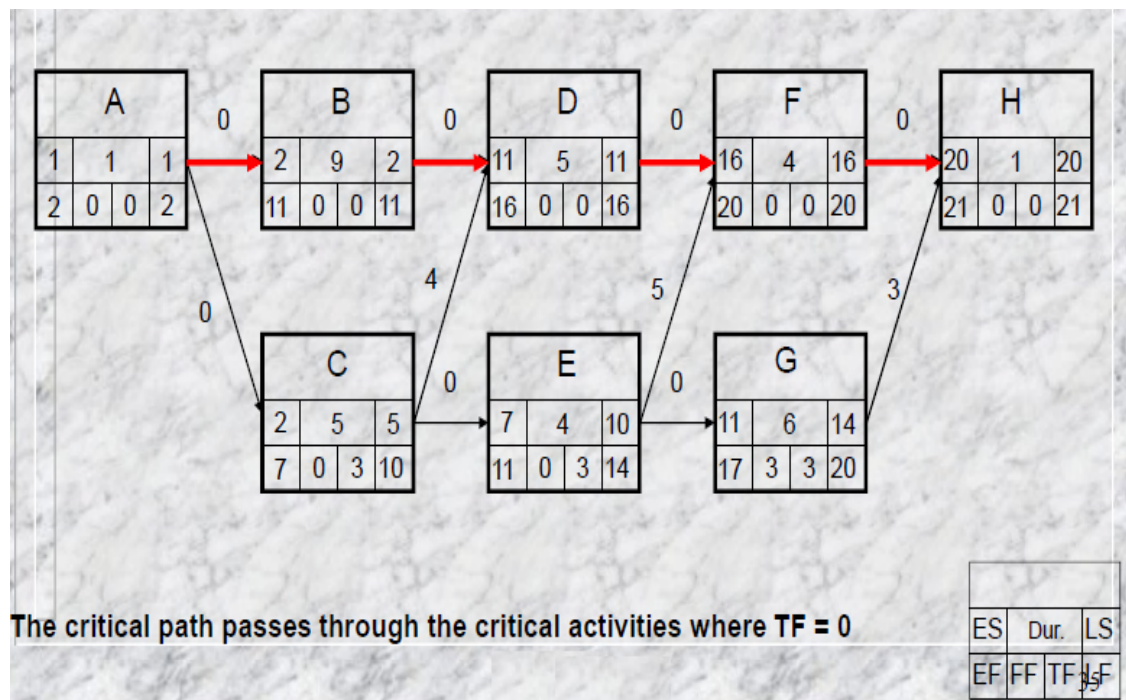 A
B
D
F
H
0
0
0
0
1 1 1
2 9 2
11 5 11
16 4 16
20 1 20
2 0 0 2
11 0 0 11
16 0 0 16
20 0 0 20
21 0 0 21
0
4
5
3
C
E
G
0
0
2 5 5
7 4 10
11 6 14
7 0 3 10
11 0 3 14
17 3 3 20
The critical path passes through the critical activities where TF = 0
ES Dur. LS
EF FF TF LF
35